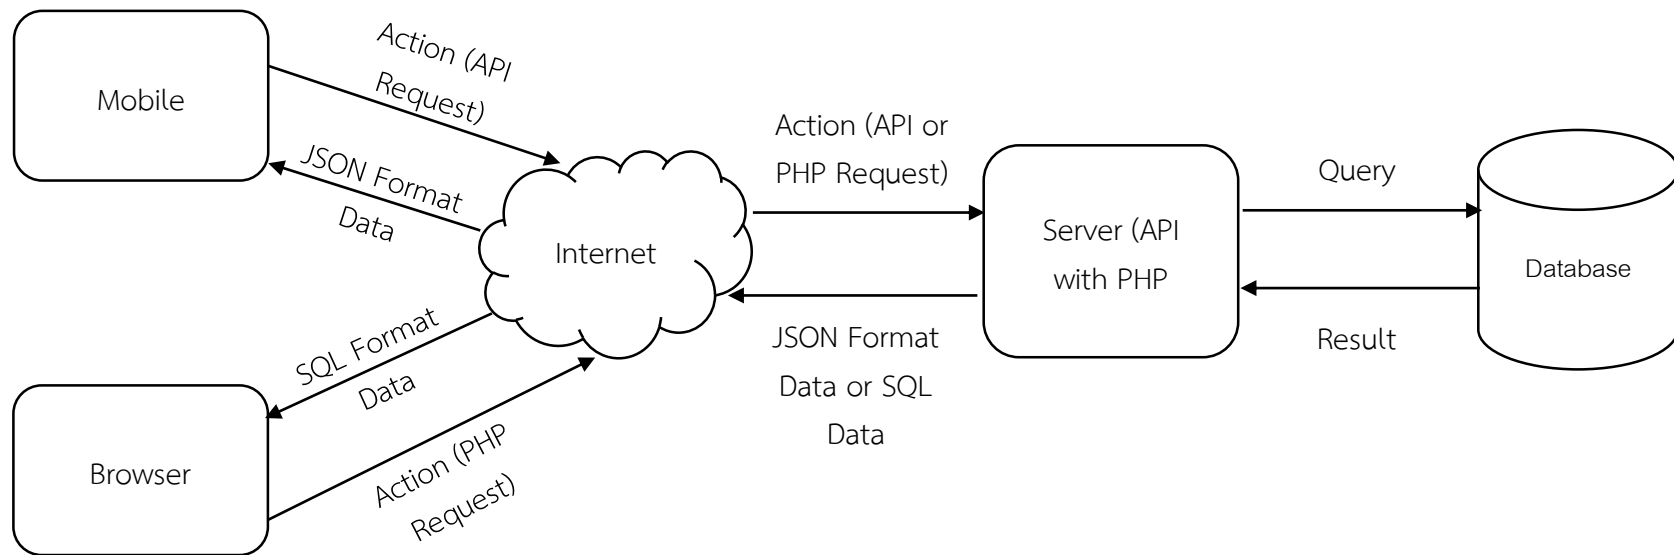 Mobile
Action (API
Request)
JSON Format
Data
Internet
SQL Format
Data
Browser
Action (PHP
Request)
Action (API or
PHP Request)
JSON Format
Data or SQL
Data
Server (API
with PHP
Query
Result
Database